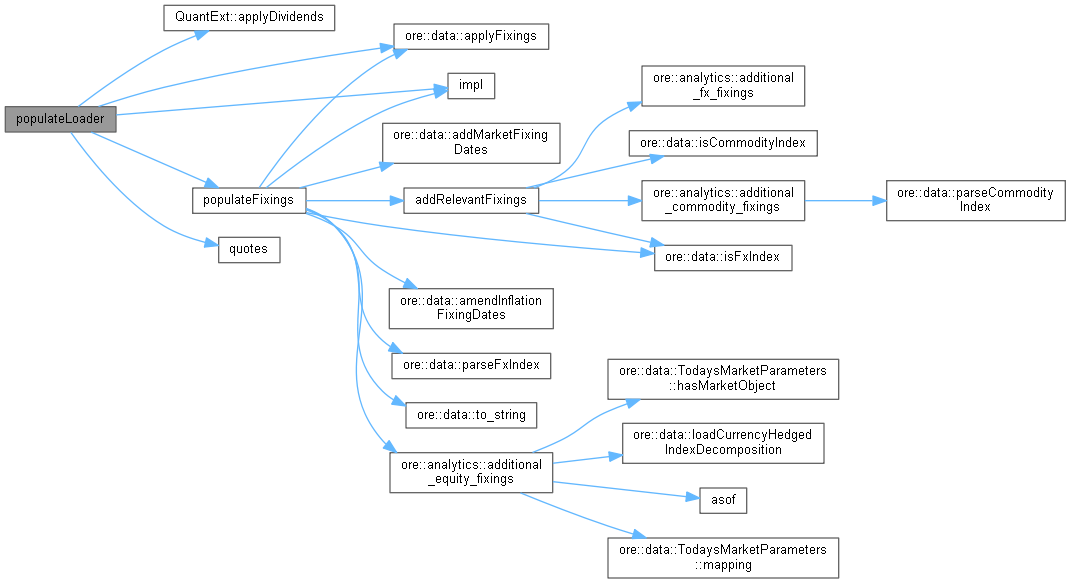 QuantExt::applyDividends
ore::data::applyFixings
impl
ore::analytics::additional
_fx_fixings
populateLoader
ore::data::addMarketFixing
Dates
ore::data::isCommodityIndex
populateFixings
addRelevantFixings
ore::analytics::additional
_commodity_fixings
ore::data::parseCommodity
Index
quotes
ore::data::isFxIndex
ore::data::amendInflation
FixingDates
ore::data::parseFxIndex
ore::data::TodaysMarketParameters
::hasMarketObject
ore::data::to_string
ore::data::loadCurrencyHedged
IndexDecomposition
ore::analytics::additional
_equity_fixings
asof
ore::data::TodaysMarketParameters
::mapping